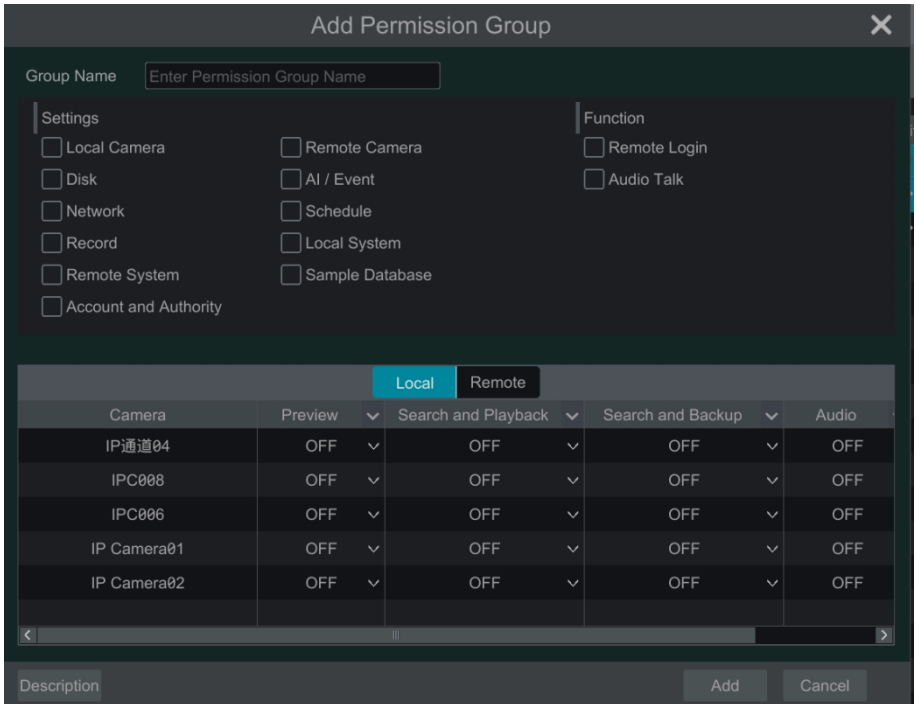 Add Permission Group
Group Name Enter Permission Group Name
Settings Function
Local Camera Remote Camera Remote Login
Disk AI / Event Audio Talk
Network Schedule
Record Local System
Remote System Sample Database
Account and Authority
Local Remote
Camera Preview Search and Playback Search and Backup Audio
IP通道04 OFF OFF OFF OFF
IPC008 OFF OFF OFF OFF
IPC006 OFF OFF OFF OFF
IP Camera01 OFF OFF OFF OFF
IP Camera02 OFF OFF OFF OFF
Description Add Cancel